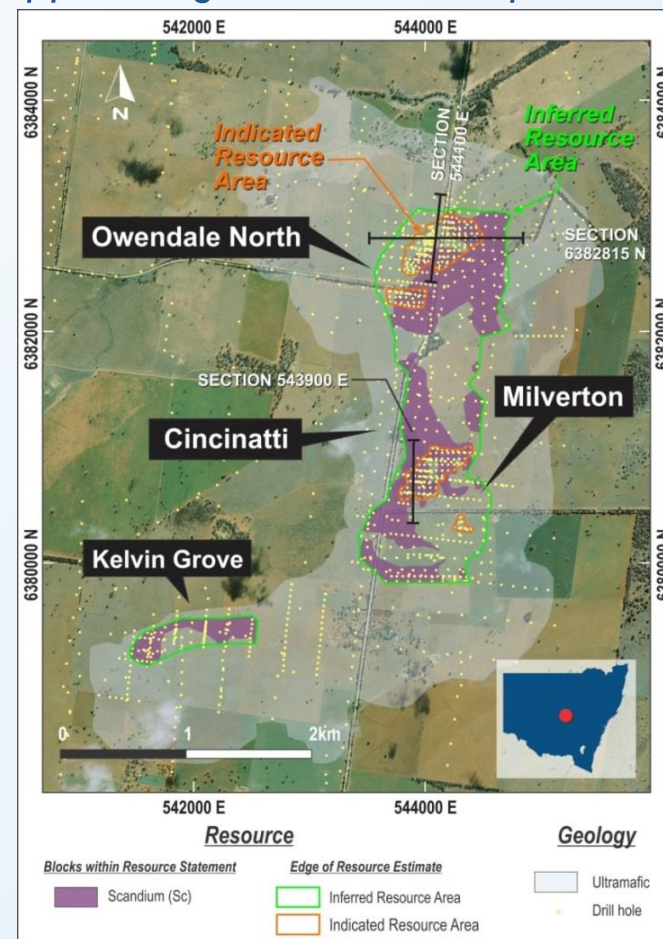 542000 E
544000 E
6384000 N
6382000 N
6380000 N
N
Indicated
Resource
Area
SECTION
544100 E
Inferred
Resource
Area
Owendale North
SECTION
6382815 N
SECTION 543900 E
Milverton
Cincinatti
Kelvin Grove
0
1
2km
542000 E
544000 E
Resource
Geology
Blocks within Resource Statement
Edge of Resource Estimate
Scandium (Sc)
Inferred Resource Area
Indicated Resource Area
Ultramafic
Drill hole